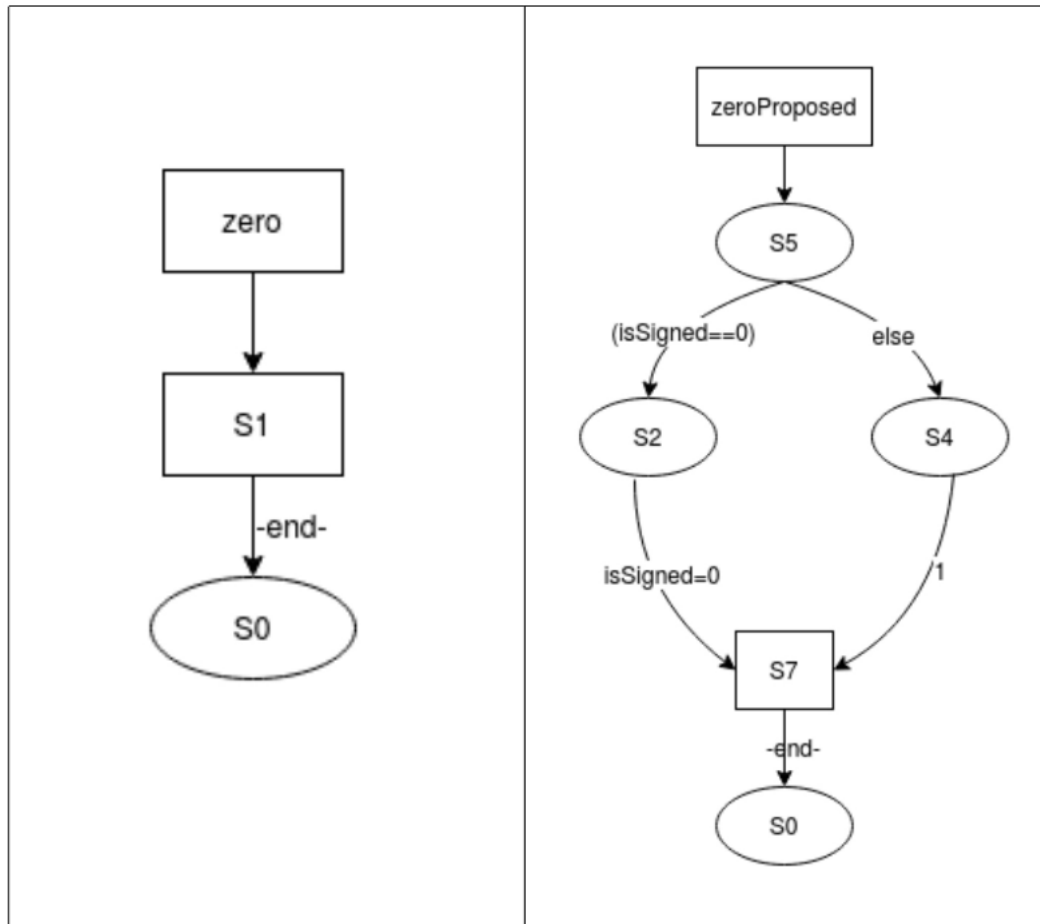 zero
S1
-end-
S0
zeroProposed
S5
(isSigned==0)
else
S2
S4
isSigned=0
1
S7
-end-
S0